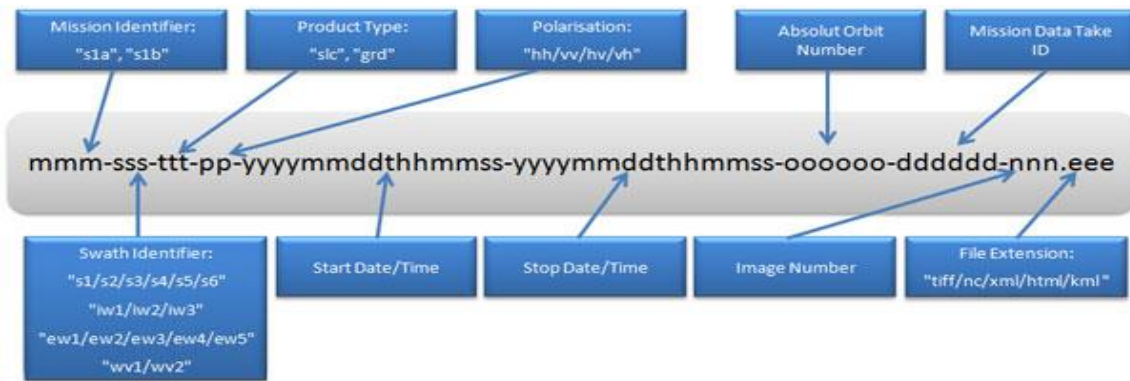 Mission Identifier:
"s1a", "s1b"
Product Type:
"slc", "grd"
Polarisation:
"hh/vv/hv/vh"
Absolut Orbit
Number
Mission Data Take
ID
mmm-sss-ttt-pp-yyyymmddthhmmss-yyyymmddthhmmss-oooooo-dddddd-nnn.eee
Swath Identifier:
"s1/s2/s3/s4/s5/s6"
"iw1/iw2/iw3"
"ew1/ew2/ew3/ew4/ew5"
"wv1/wv2"
Start Date/Time
Stop Date/Time
Image Number
File Extension:
"tiff/nc/xml/html/kml"